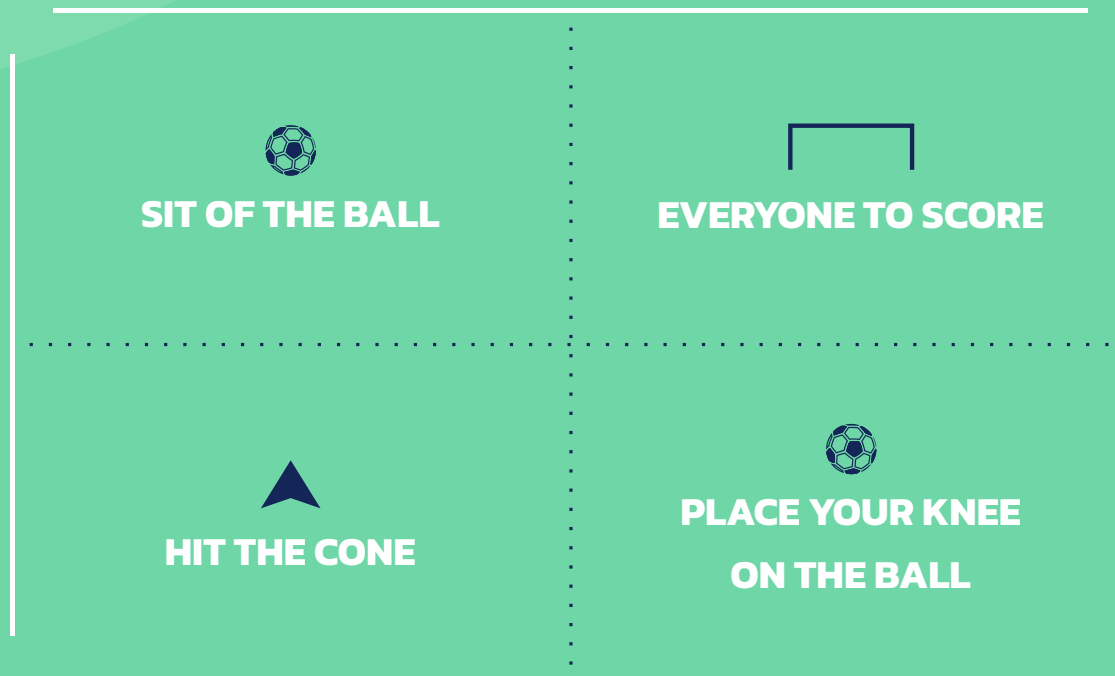 SIT OF THE BALL
EVERYONE TO SCORE
HIT THE CONE
PLACE YOUR KNEE
ON THE BALL